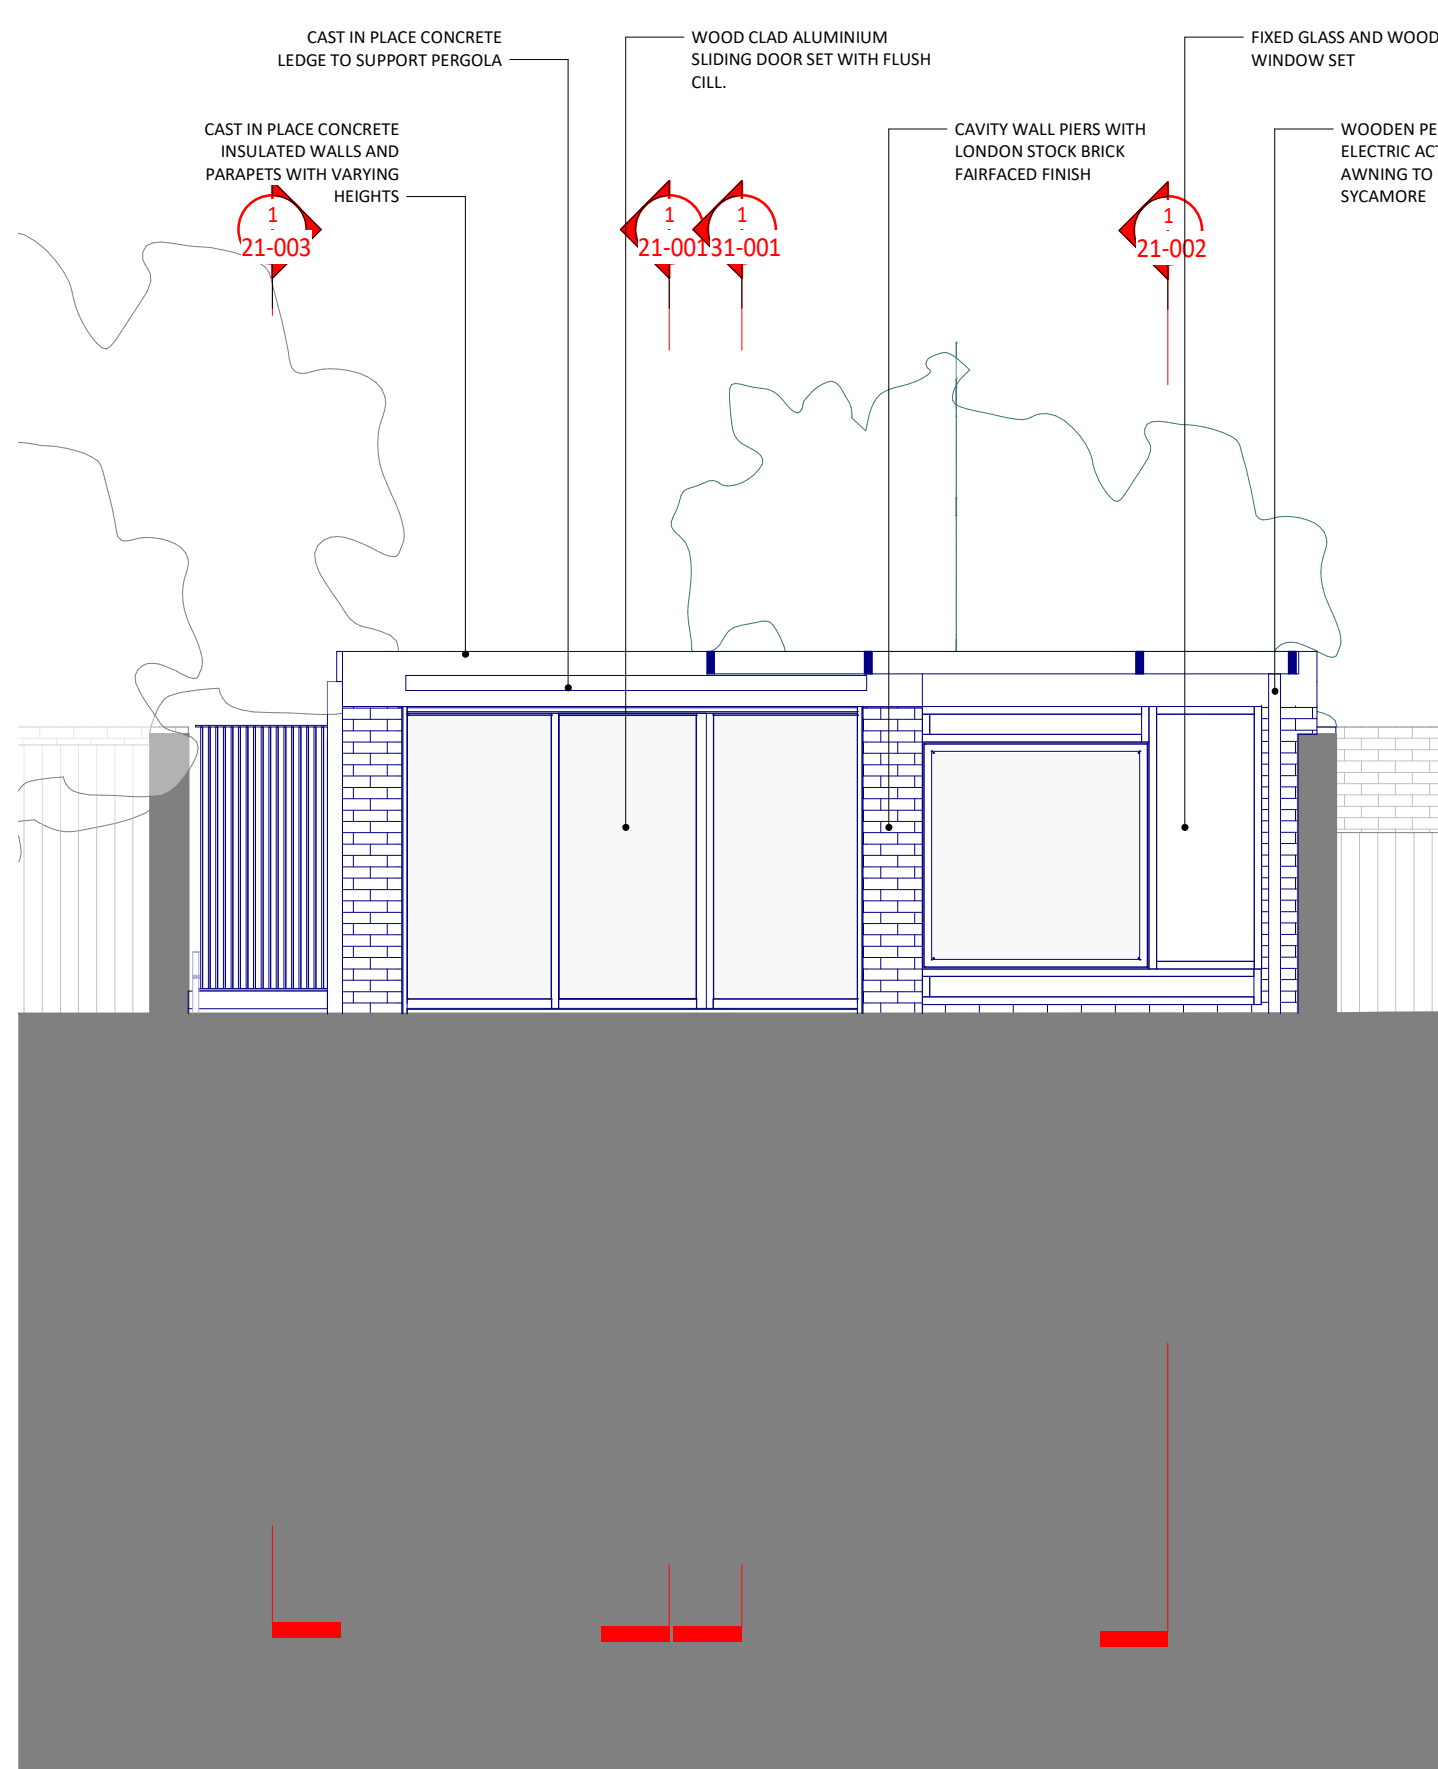 CAST IN PLACE CONCRETE
LEDGE TO SUPPORT PERGOLA
WOOD CLAD ALUMINIUM
SLIDING DOOR SET WITH FLUSH
CILL.
FIXED GLASS AND WOOD
WINDOW SET
CAST IN PLACE CONCRETE
INSULATED WALLS AND
PARAPETS WITH VARYING
HEIGHTS
CAVITY WALL PIERS WITH
LONDON STOCK BRICK
FAIRFACED FINISH
WOODEN PE
ELECTRIC ACT
AWNING TO
SYCAMORE
1
21-003
1
21-001
1
31-001
1
21-002